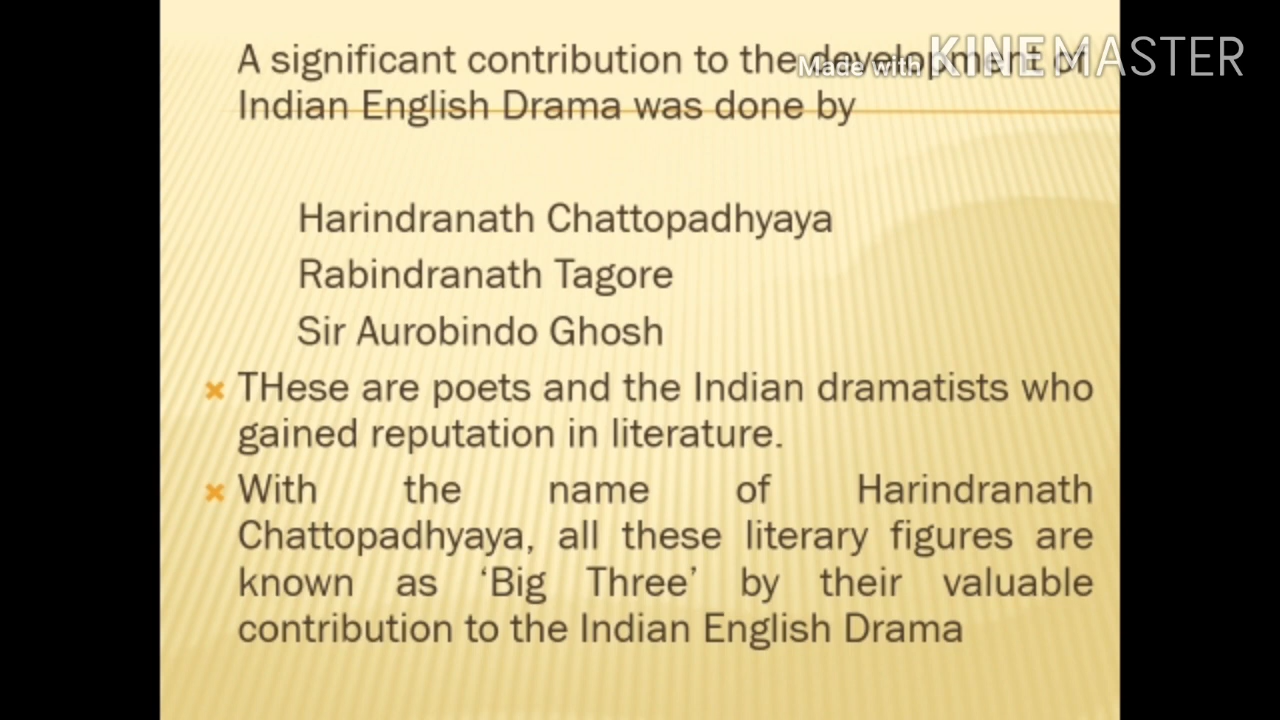 A significant contribution to the development of
Made with KINEMASTER
Indian English Drama was done by
Harindranath Chattopadhyaya
Rabindranath Tagore
Sir Aurobindo Ghosh
THese are poets and the Indian dramatists who
gained reputation in literature.
With the name of Harindranath
Chattopadhyaya, all these literary figures are
known as ‘Big Three’ by their valuable
contribution to the Indian English Drama